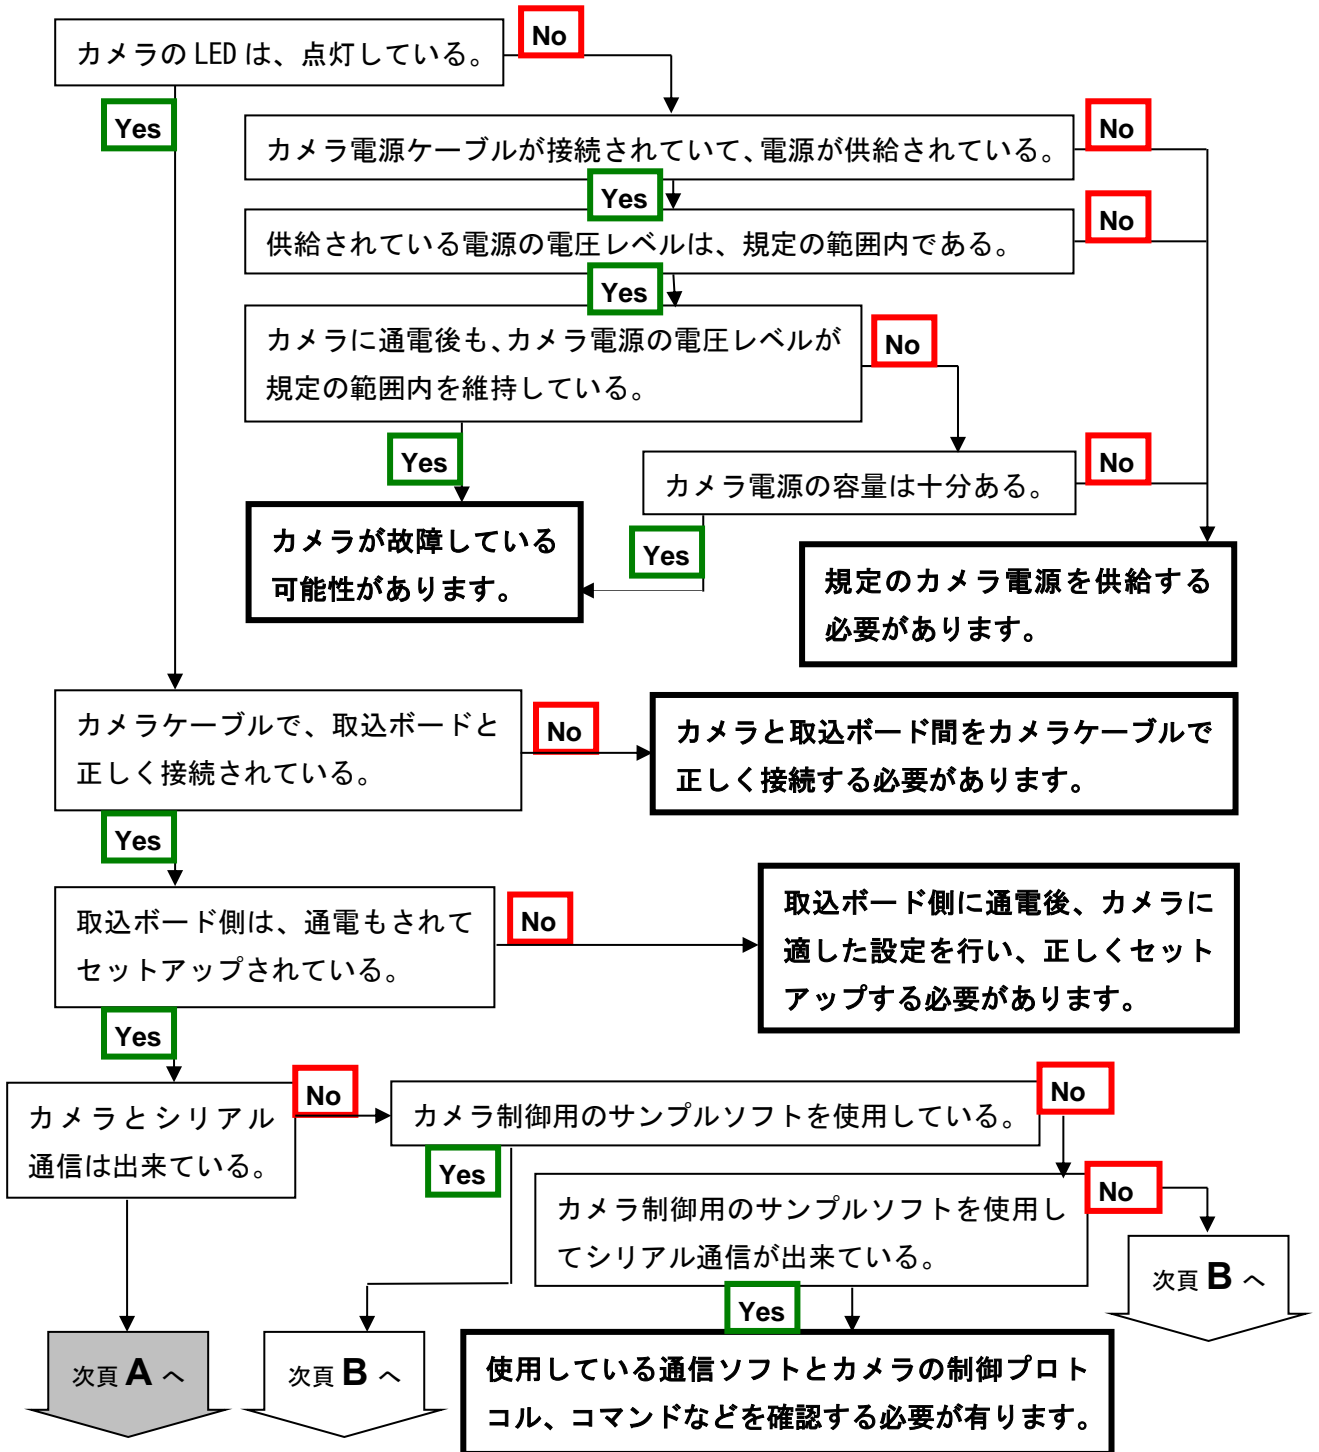 カメラの LED は、点灯している。
No
Yes
カメラ電源ケーブルが接続されていて、電源が供給されている。
No
Yes
供給されている電源の電圧レベルは、規定の範囲内である。
No
Yes
カメラに通電後も、カメラ電源の電圧レベルが
規定の範囲内を維持している。
No
Yes
カメラ電源の容量は十分ある。
No
Yes
カメラが故障している
可能性があります。
規定のカメラ電源を供給する
必要があります。
カメラケーブルで、取込ボードと
正しく接続されている。
No
カメラと取込ボード間をカメラケーブルで
正しく接続する必要があります。
Yes
取込ボード側は、通電もされて
セットアップされている。
No
取込ボード側に通電後、カメラに
適した設定を行い、正しくセット
アップする必要があります。
Yes
カメラとシリアル
通信は出来ている。
No
カメラ制御用のサンプルソフトを使用している。
No
Yes
カメラ制御用のサンプルソフトを使用し
てシリアル通信が出来ている。
No
次頁 B へ
Yes
次頁 A へ
次頁 B へ
使用している通信ソフトとカメラの制御プロト
コル、コマンドなどを確認する必要が有ります。